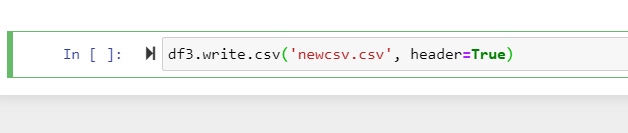 In [ ]: df3.write.csv('newcsv.csv', header=True)